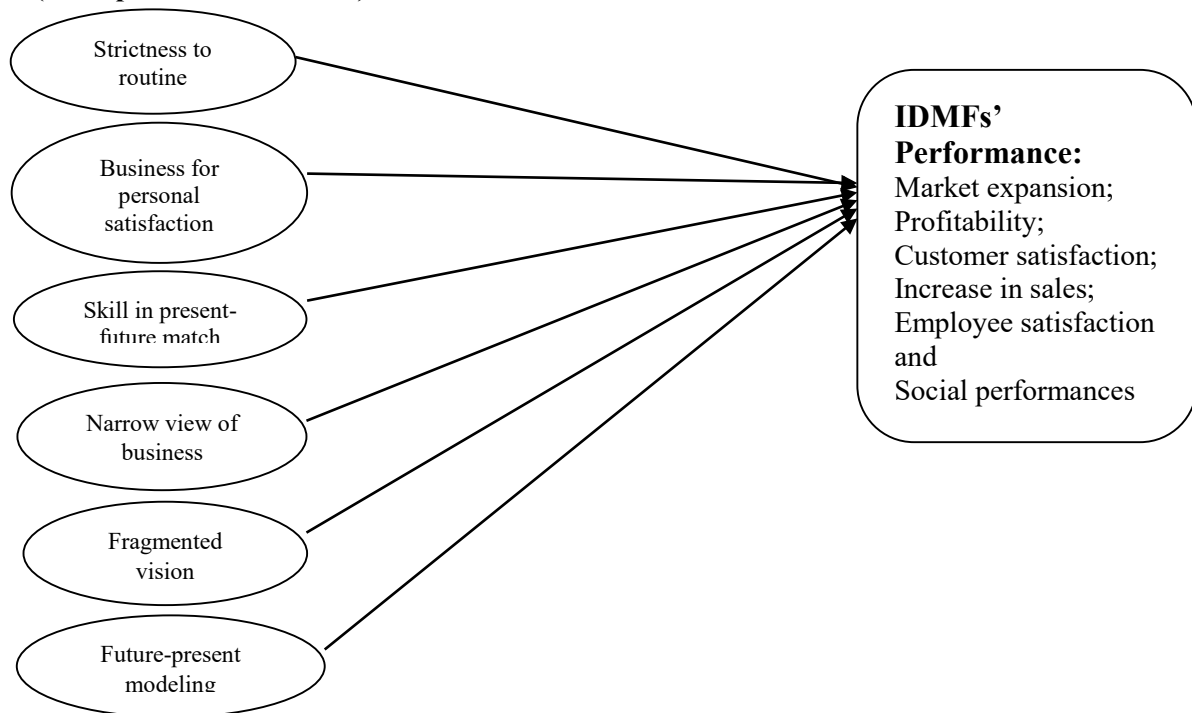 Strictness to
routine
Business for
personal
satisfaction
Skill in present-
future match
Narrow view of
business
Fragmented
vision
Future-present
modeling
IDMFs’
Performance:
Market expansion;
Profitability;
Customer satisfaction;
Increase in sales;
Employee satisfaction
and
Social performances